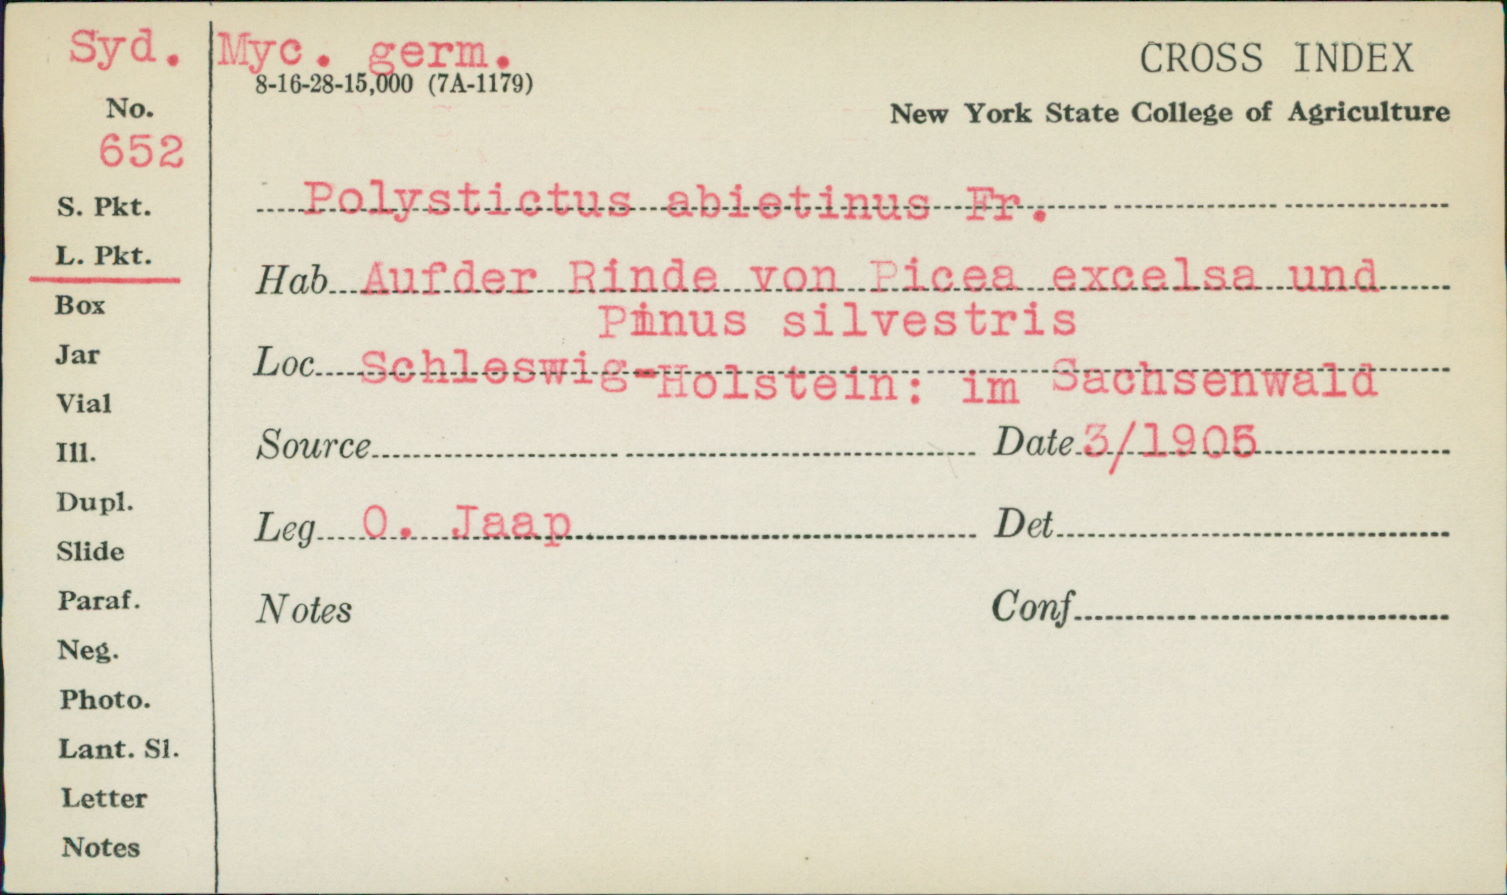 Syd. Myc. germ.
8-16-28-15,000 (7A-1179)
CROSS INDEX
New York State College of Agriculture
No.
652
S. Pkt.
L. Pkt.
Box
Jar
Vial
Ill.
Dupl.
Slide
Paraf.
Neg.
Photo.
Lant. Sl.
Letter
Notes
Polystictus abietinus Fr.
Hab Aufder Rinde von Picea excelsa und
Pinus silvestris
Loc Schleswig-Holstein: im Sachsenwald
Source
Date 3/1905
Leg O. Jaap
Det
Notes
Conf